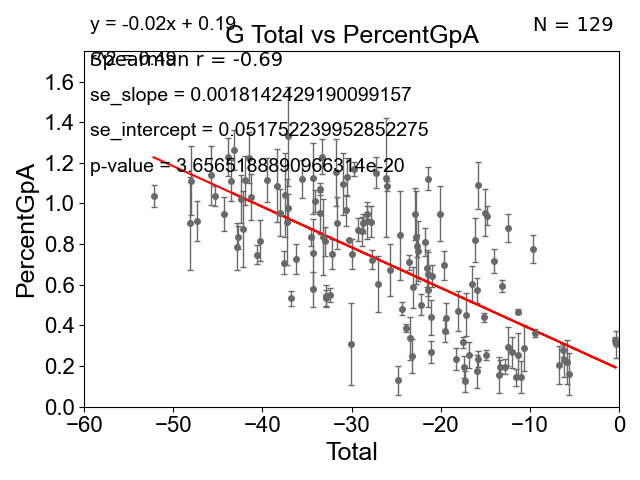 y = -0.02x + 0.19
G Total vs PercentGpA
N = 129
Spearman r = -0.69
se_slope = 0.0018142429190099157
se_intercept = 0.051752239952852275
p-value = 3.6565188890966314e-20
1.6
1.4
1.2
1.0
0.8
0.6
0.4
0.2
0.0
PercentGpA
−60
−50
−40
−30
−20
−10
0
Total